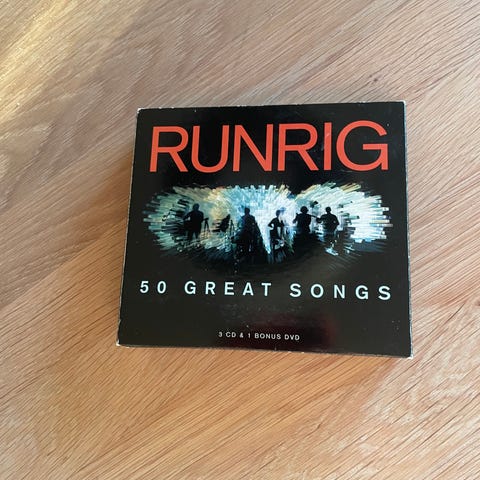 RUNRIG
50 GREAT SONGS
3 CD & 1 BONUS DVD